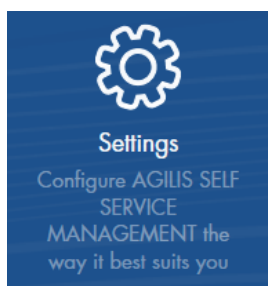 Settings
Configure AGILIS SELF
SERVICE
MANAGEMENT the
way it best suits you